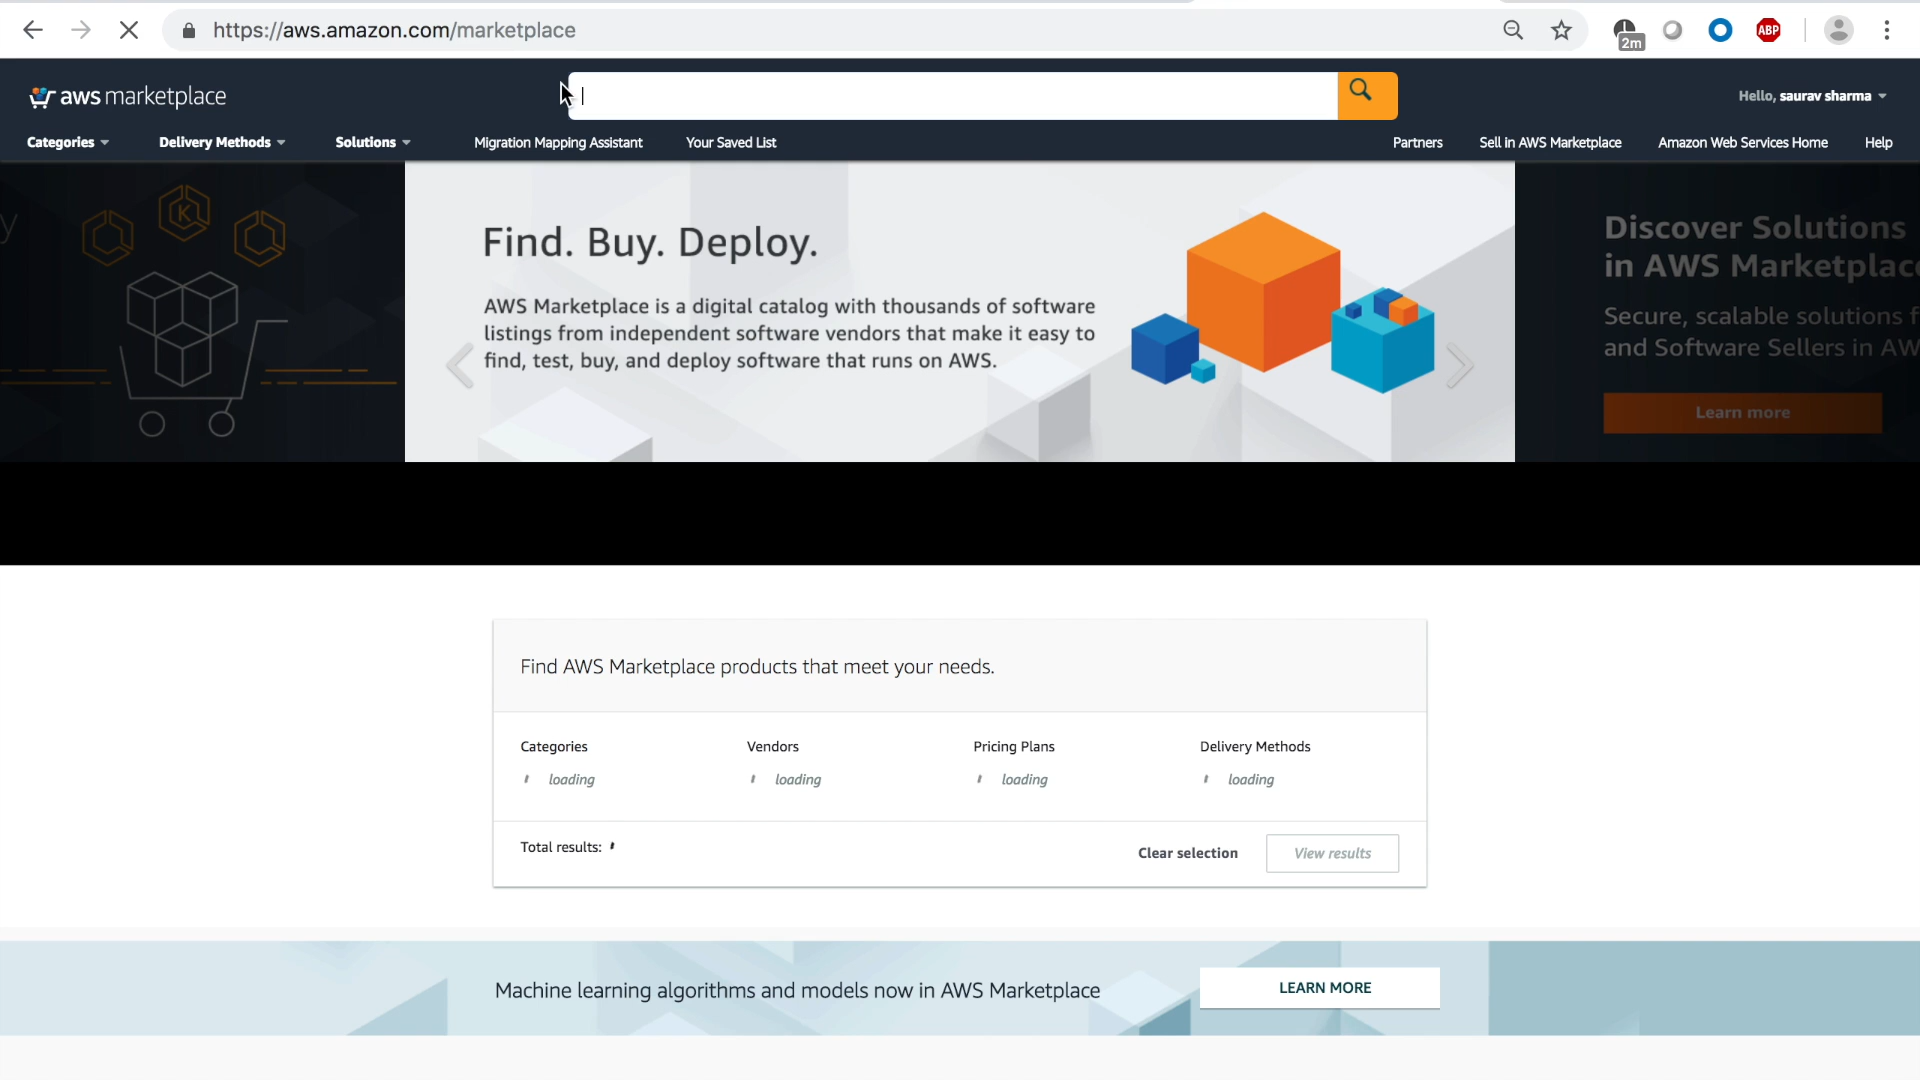 https://aws.amazon.com/marketplace
2m
ABP
aws marketplace
Hello, saurav sharma
Categories
Delivery Methods
Solutions
Migration Mapping Assistant
Your Saved List
Partners
Sell in AWS Marketplace
Amazon Web Services Home
Help
y
K
Find. Buy. Deploy.
AWS Marketplace is a digital catalog with thousands of software
listings from independent software vendors that make it easy to
find, test, buy, and deploy software that runs on AWS.
Discover Solutions
in AWS Marketplac
Secure, scalable solutions f
and Software Sellers in AW
Learn more
Find AWS Marketplace products that meet your needs.
Categories
loading
Vendors
loading
Pricing Plans
loading
Delivery Methods
loading
Total results:
Clear selection
View results
Machine learning algorithms and models now in AWS Marketplace
LEARN MORE